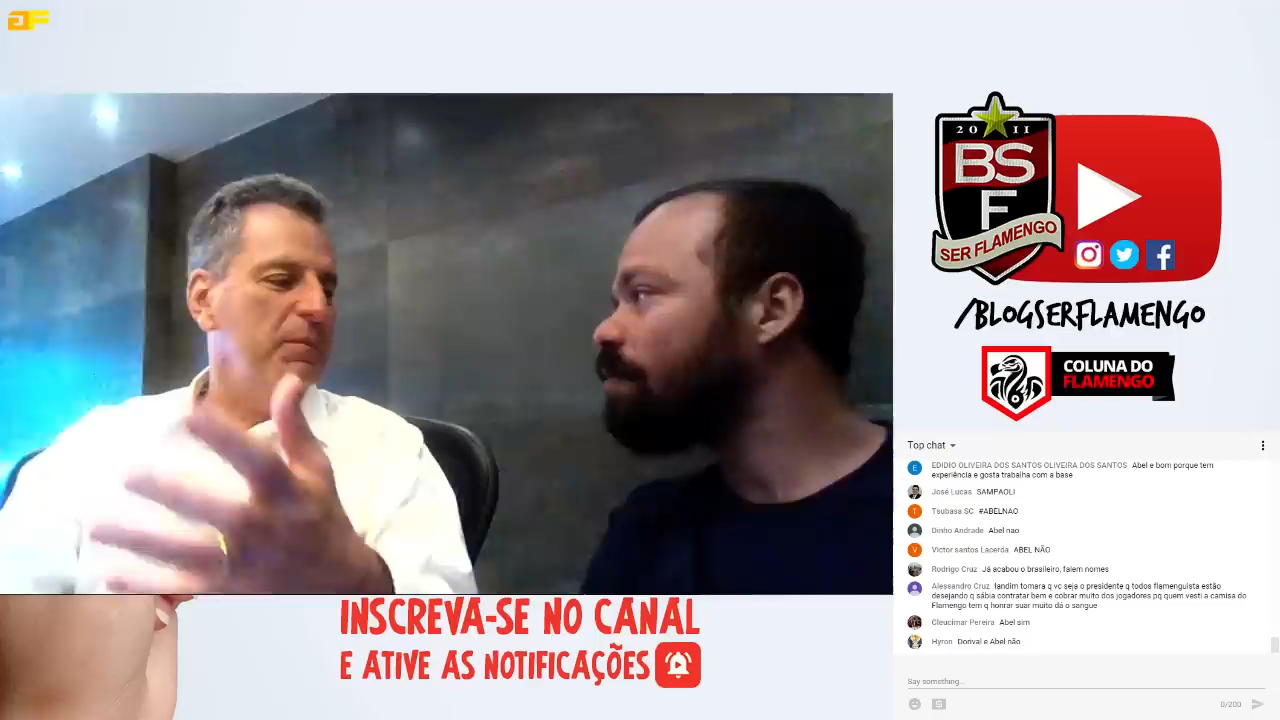 GF
20 11
BS
F
SER FLAMENGO
/BLOGSERFLAMENGO
COLUNA DO
FLAMENGO
Top chat
E EDIDIO OLIVEIRA DOS SANTOS OLIVEIRA DOS SANTOS Abel e bom porque tem
experiência e gosta trabalha com a base
José Lucas SAMPAOLI
T Tsubasa SC #ABELNAO
Dinho Andrade Abel nao
V Victor santos Lacerda ABEL NÃO
Rodrigo Cruz Já acabou o brasileiro, falem nomes
Alessandro Cruz landim tomara q vc seja o presidente q todos flamenguista estão
desejando q sábia contratar bem e cobrar muito dos jogadores pq quem vesti a camisa do
Flamengo tem q honrar suar muito dá o sangue
Cleucimar Pereira Abel sim
Hyron Dorival e Abel não
Say something...
0/200
INSCREVA-SE NO CANAL
E ATIVE AS NOTIFICAÇÕES